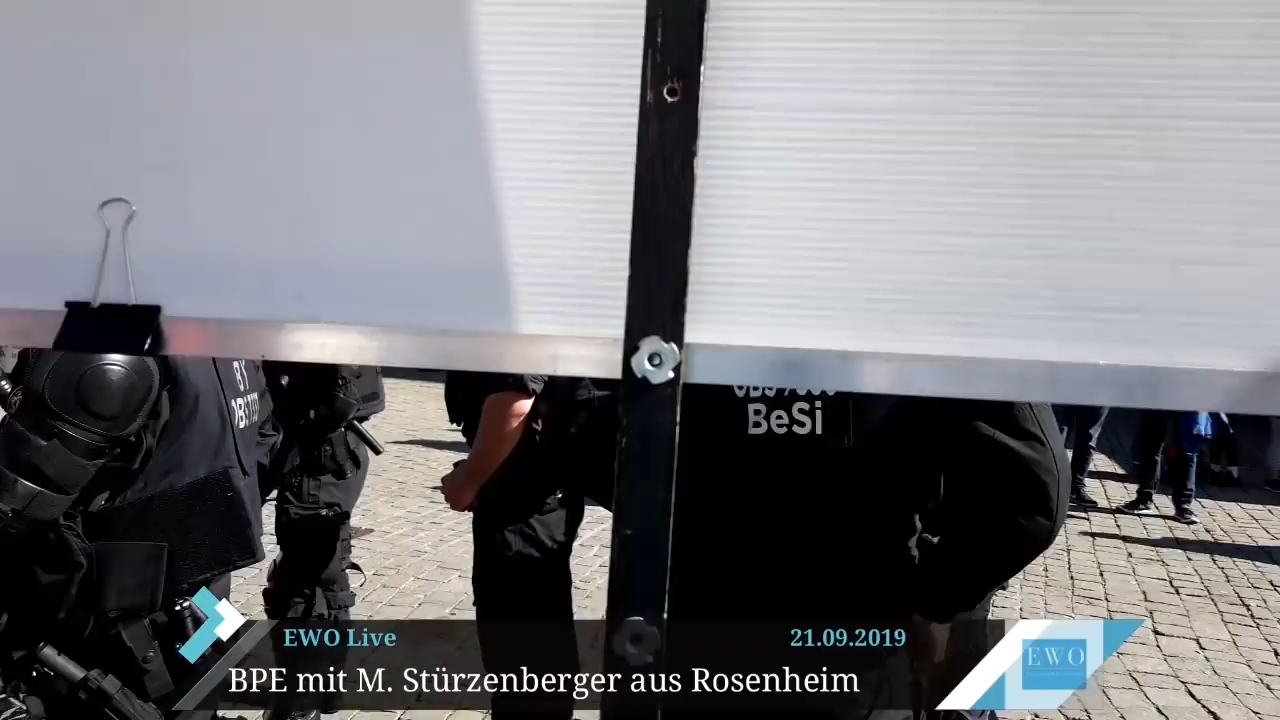 BY
BeSi
EWO Live
21.09.2019
BPE mit M. Stürzenberger aus Rosenheim
EWO